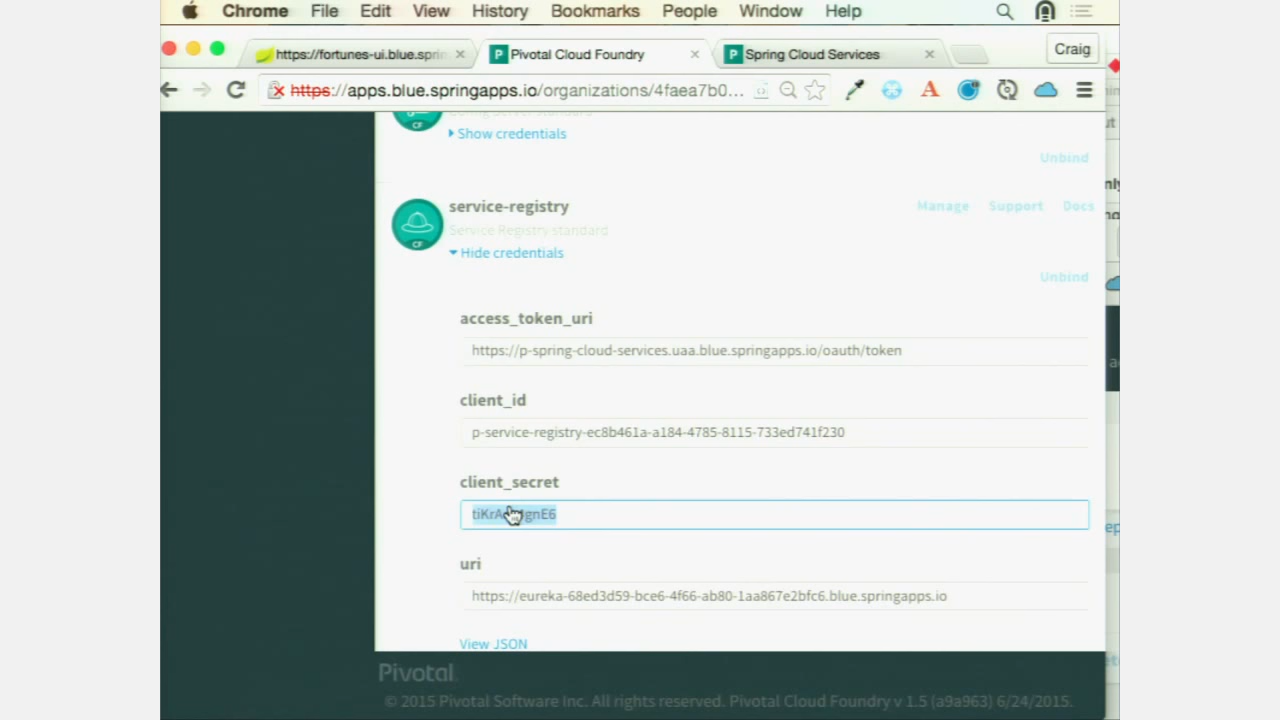 Chrome File Edit View History Bookmarks People Window Help
https://fortunes-ui.blue.sprin
Pivotal Cloud Foundry
Spring Cloud Services
Craig
https://apps.blue.springapps.io/organizations/4faea7b0...
Config Server standard
Show credentials
Unbind
service-registry
Manage Support Docs
Service Registry standard
Hide credentials
Unbind
access_token_uri
https://p-spring-cloud-services.uaa.blue.springapps.io/oauth/token
client_id
p-service-registry-ec8b461a-a184-4785-8115-733ed741f230
client_secret
uri
https://eureka-68ed3d59-bce6-4f66-ab80-1aa867e2bfc6.blue.springapps.io
View JSON
Pivotal
© 2015 Pivotal Software Inc. All rights reserved. Pivotal Cloud Foundry v 1.5 (a9a963) 6/24/2015.